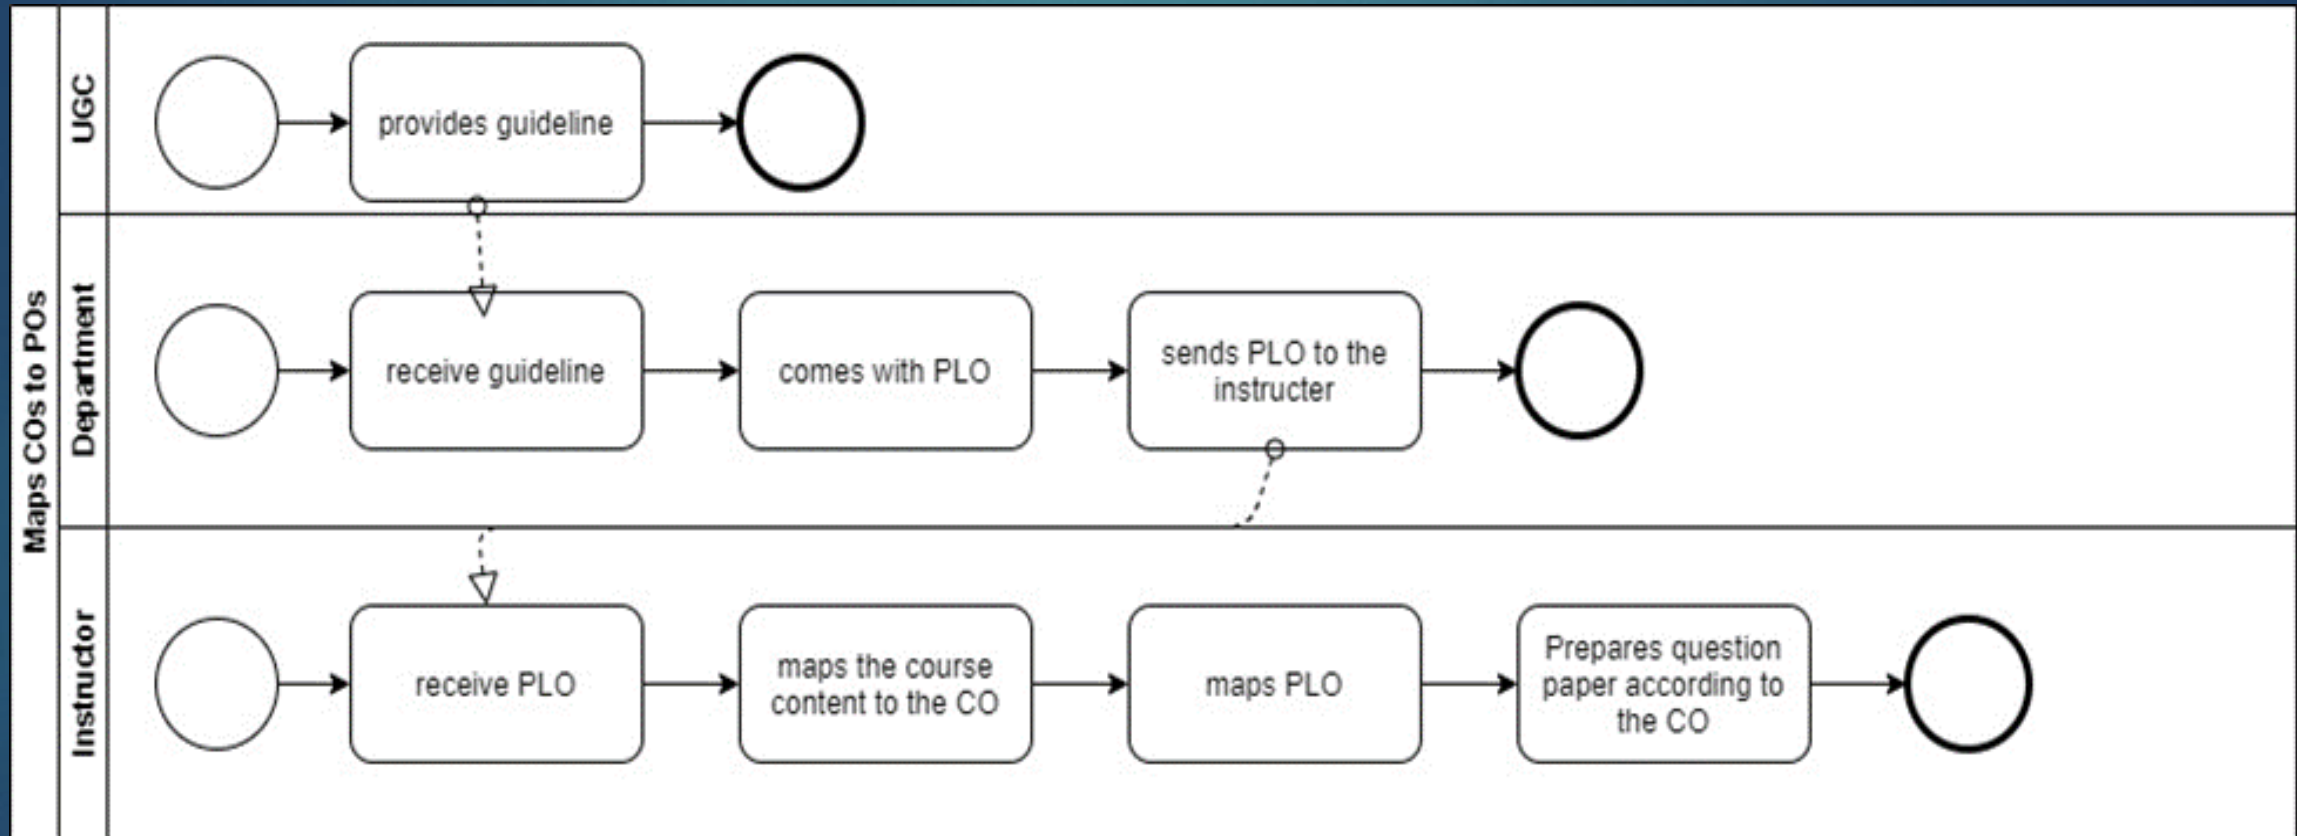 Maps COs to POs
UGC
provides guideline
Department
receive guideline
comes with PLO
sends PLO to the
instructer
Instructor
receive PLO
maps the course
content to the CO
maps PLO
Prepares question
paper according to
the CO